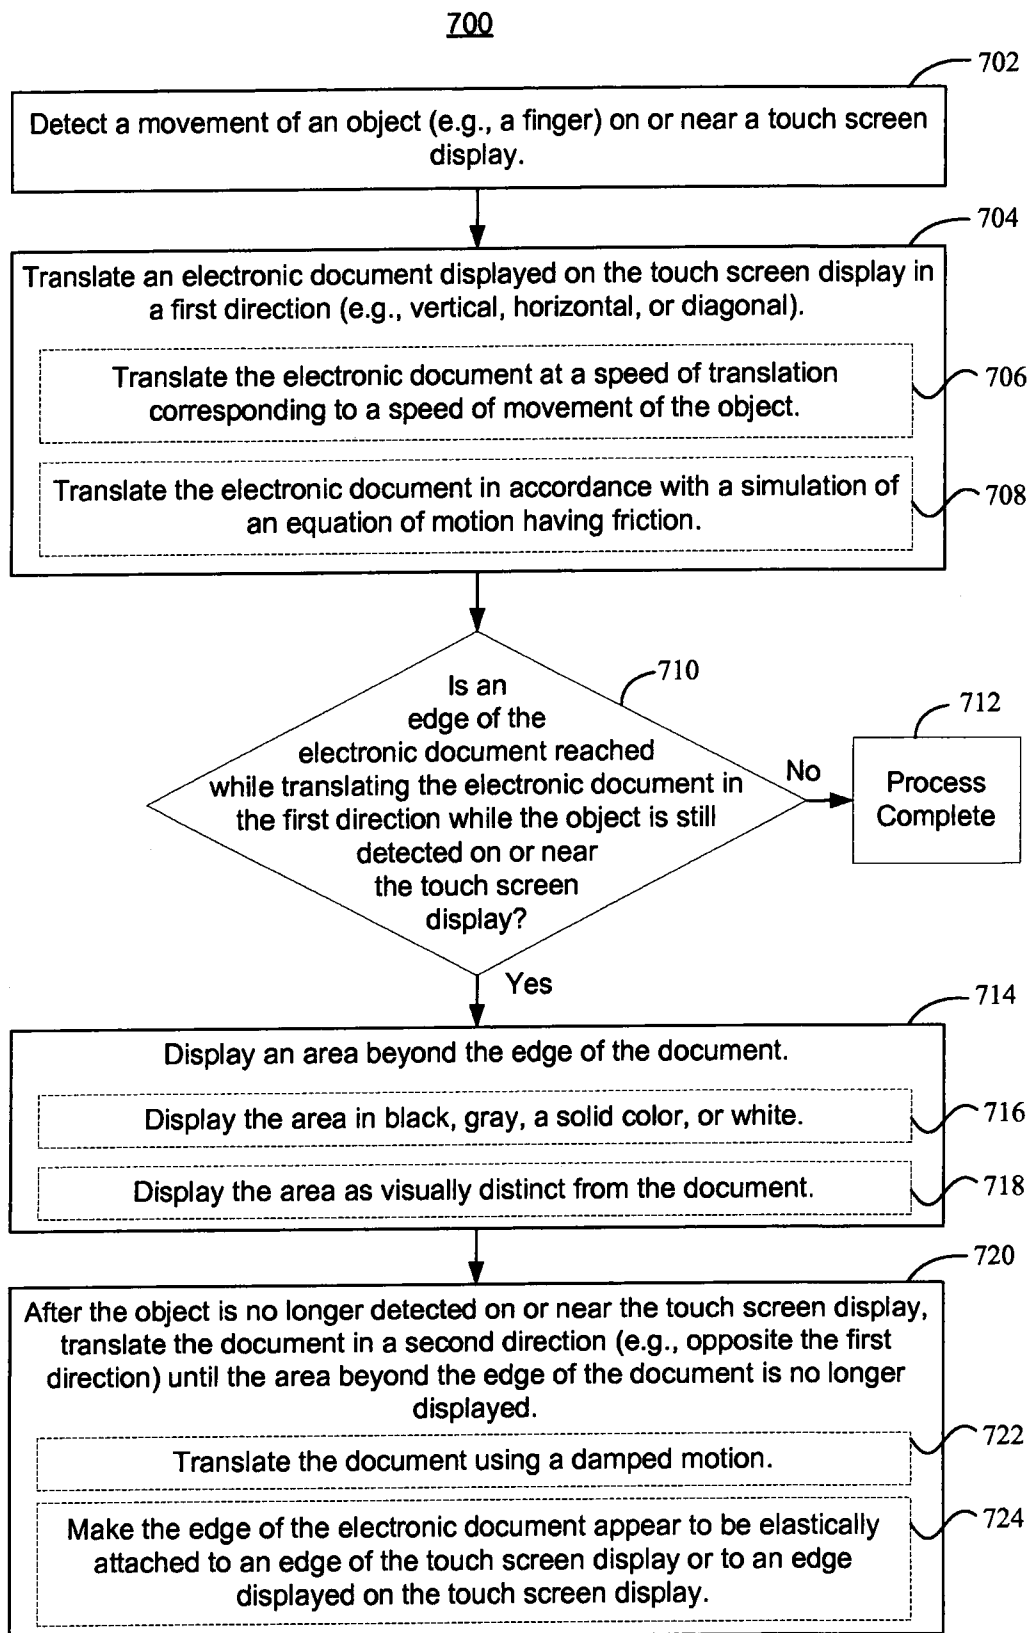 700
702
Detect a movement of an object (e.g., a finger) on or near a touch screen
display.
704
Translate an electronic document displayed on the touch screen display in
a first direction (e.g., vertical, horizontal, or diagonal).
Translate the electronic document at a speed of translation
corresponding to a speed of movement of the object.
706
Translate the electronic document in accordance with a simulation of
an equation of motion having friction.
708
710
Is an
edge of the
electronic document reached
while translating the electronic document in
the first direction while the object is still
detected on or near
the touch screen
display?
No
712
Process
Complete
Yes
714
Display an area beyond the edge of the document.
Display the area in black, gray, a solid color, or white.
716
Display the area as visually distinct from the document.
718
720
After the object is no longer detected on or near the touch screen display,
translate the document in a second direction (e.g., opposite the first
direction) until the area beyond the edge of the document is no longer
displayed.
722
Translate the document using a damped motion.
724
Make the edge of the electronic document appear to be elastically
attached to an edge of the touch screen display or to an edge
displayed on the touch screen display.